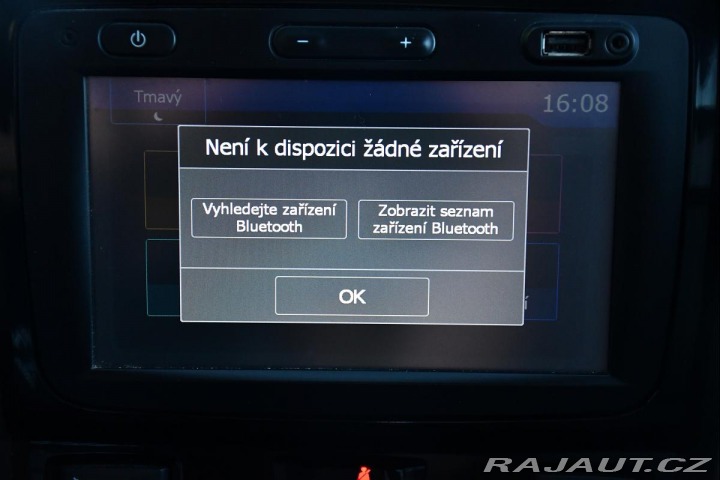 Tmavý
16:08
Není k dispozici žádné zařízení
Vyhledejte zařízení
Bluetooth
Zobrazit seznam
zařízení Bluetooth
OK
í
RAJAUT.CZ